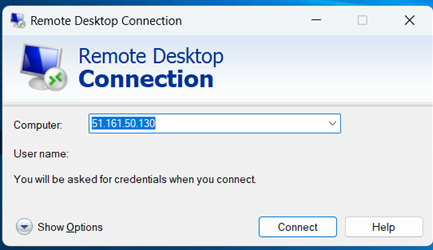 Remote Desktop Connection
Remote Desktop
Connection
Computer: 51.161.50.130
User name:
You will be asked for credentials when you connect.
Show Options Connect Help